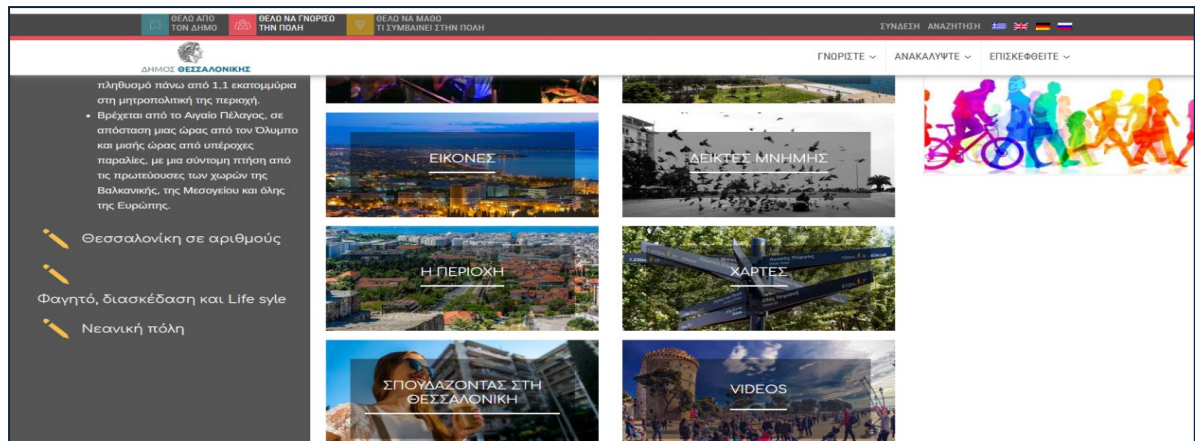 ΘΕΛΩ ΑΠΟ
ΤΟΝ ΔΗΜΟ
ΘΕΛΩ ΝΑ ΓΝΩΡΙΣΩ
ΤΗΝ ΠΟΛΗ
ΘΕΛΩ ΝΑ ΜΑΘΩ
ΤΙ ΣΥΜΒΑΙΝΕΙ ΣΤΗΝ ΠΟΛΗ
ΣΥΝΔΕΣΗ ΑΝΑΖΗΤΗΣΗ
ΔΗΜΟΣ ΘΕΣΣΑΛΟΝΙΚΗΣ
ΓΝΩΡΙΣΤΕ ΑΝΑΚΑΛΥΨΤΕ ΕΠΙΣΚΕΦΘΕΙΤΕ
πληθυσμό πάνω από 1,1 εκατομμύρια
στη μητροπολιτική της περιοχή.
• Βρέχεται από το Αιγαίο Πέλαγος, σε
απόσταση μιας ώρας από τον Όλυμπο
και μισής ώρας από υπέροχες
παραλίες, με μια σύντομη πτήση από
τις πρωτεύουσες των χωρών της
Βαλκανικής, της Μεσογείου και όλης
της Ευρώπης.
Θεσσαλονίκη σε αριθμούς
Φαγητό, διασκέδαση και Life syle
Νεανική πόλη
ΕΙΚΟΝΕΣ
ΔΕΙΚΤΕΣ ΜΝΗΜΗΣ
Η ΠΕΡΙΟΧΗ
ΧΑΡΤΕΣ
ΣΠΟΥΔΑΖΟΝΤΑΣ ΣΤΗ
ΘΕΣΣΑΛΟΝΙΚΗ
VIDEOS